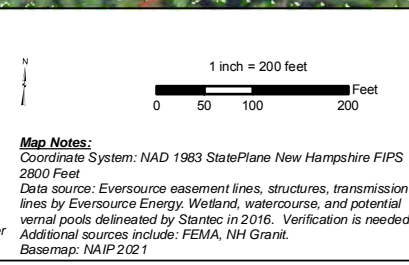 N
1 inch = 200 feet
Feet
0 50 100 200
Map Notes:
Coordinate System: NAD 1983 StatePlane New Hampshire FIPS
2800 Feet
Data source: Eversource easement lines, structures, transmission
lines by Eversource Energy. Wetland, watercourse, and potential
vernal pools delineated by Stantec in 2016.  Verification is needed
or
Additional sources include: FEMA, NH Granit.
Basemap: NAIP 2021